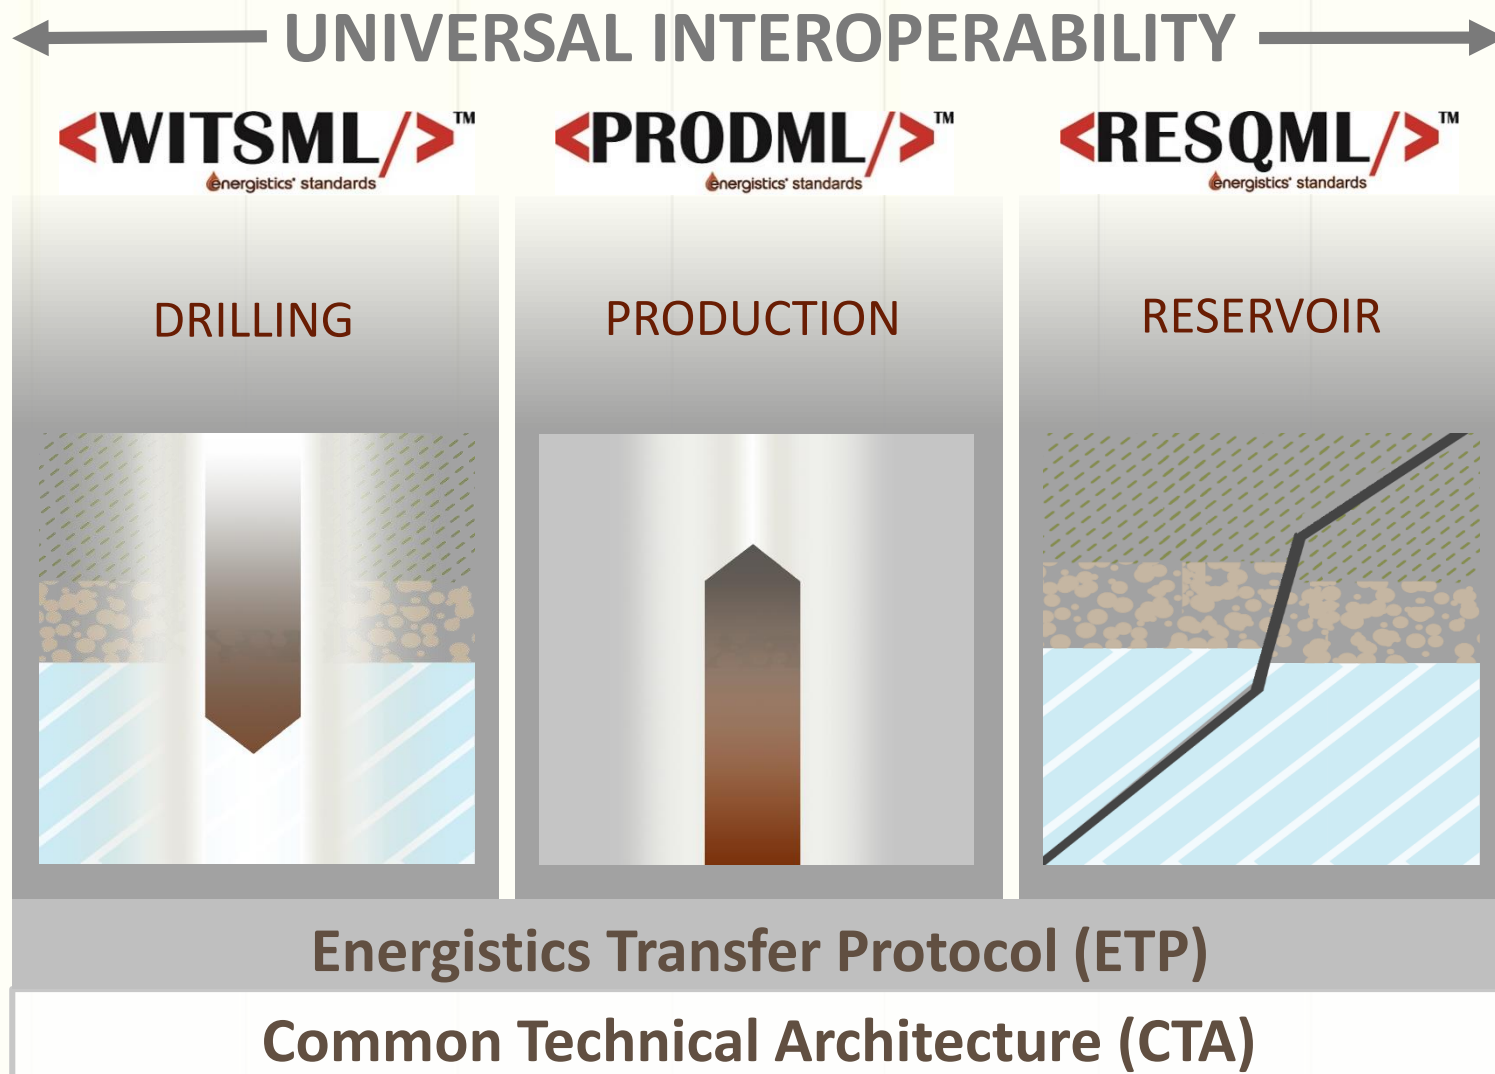 UNIVERSAL INTEROPERABILITY
<WITSML/>™
energistics® standards
<PRODML/>™
energistics® standards
<RESQML/>™
energistics® standards
DRILLING
PRODUCTION
RESERVOIR
Energistics Transfer Protocol (ETP)
Common Technical Architecture (CTA)